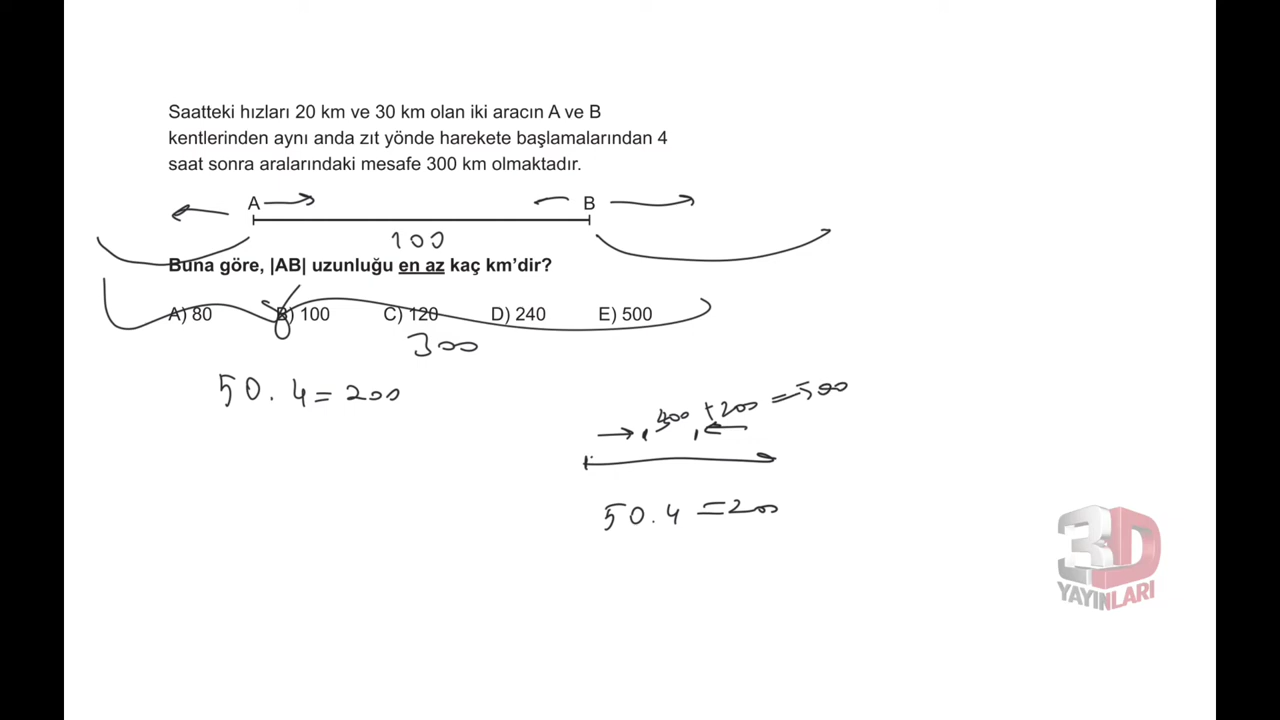 Saatteki hızları 20 km ve 30 km olan iki aracın A ve B
kentlerinden aynı anda zıt yönde harekete başlamalarından 4
saat sonra aralarındaki mesafe 300 km olmaktadır.
A B
100
Buna göre, |AB| uzunluğu en az kaç km'dir?
A) 80 B) 100 C) 120 D) 240 E) 500
300
50.4=200
300 +200 =500
50.4 =200
3D
YAYINLARI